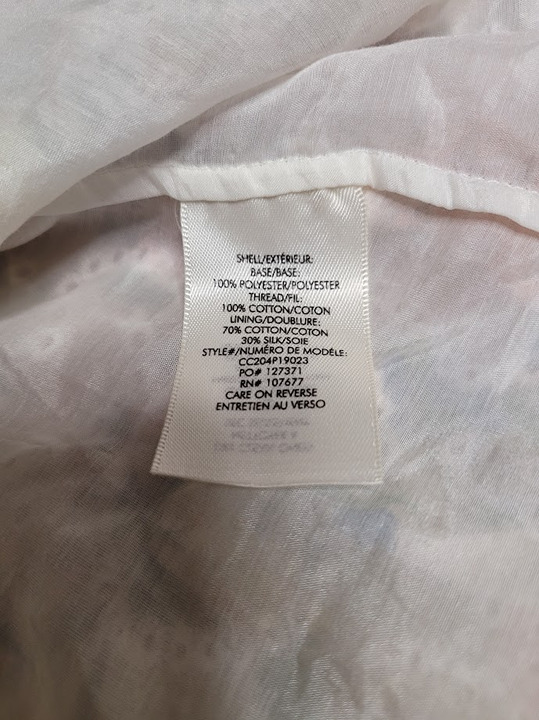 SHELL/EXTÉRIEUR:
BASE/BASE:
100% POLYESTER/POLYESTER
THREAD/FIL:
100% COTTON/COTON
LINING/DOUBLURE:
70% COTTON/COTON
30% SILK/SOIE
STYLE#/NUMÉRO DE MODÈLE:
CC204P19023
PO# 127371
RN# 107677
CARE ON REVERSE
ENTRETIEN AU VERSO